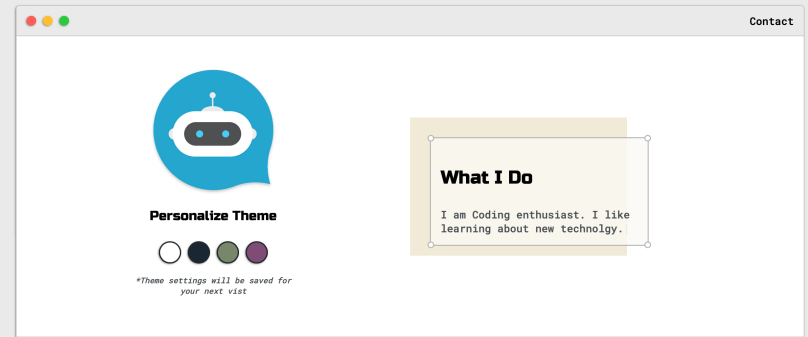 Contact
Personalize Theme
*Theme settings will be saved for
your next vist
What I Do
I am Coding enthusiast. I like
learning about new technolgy.